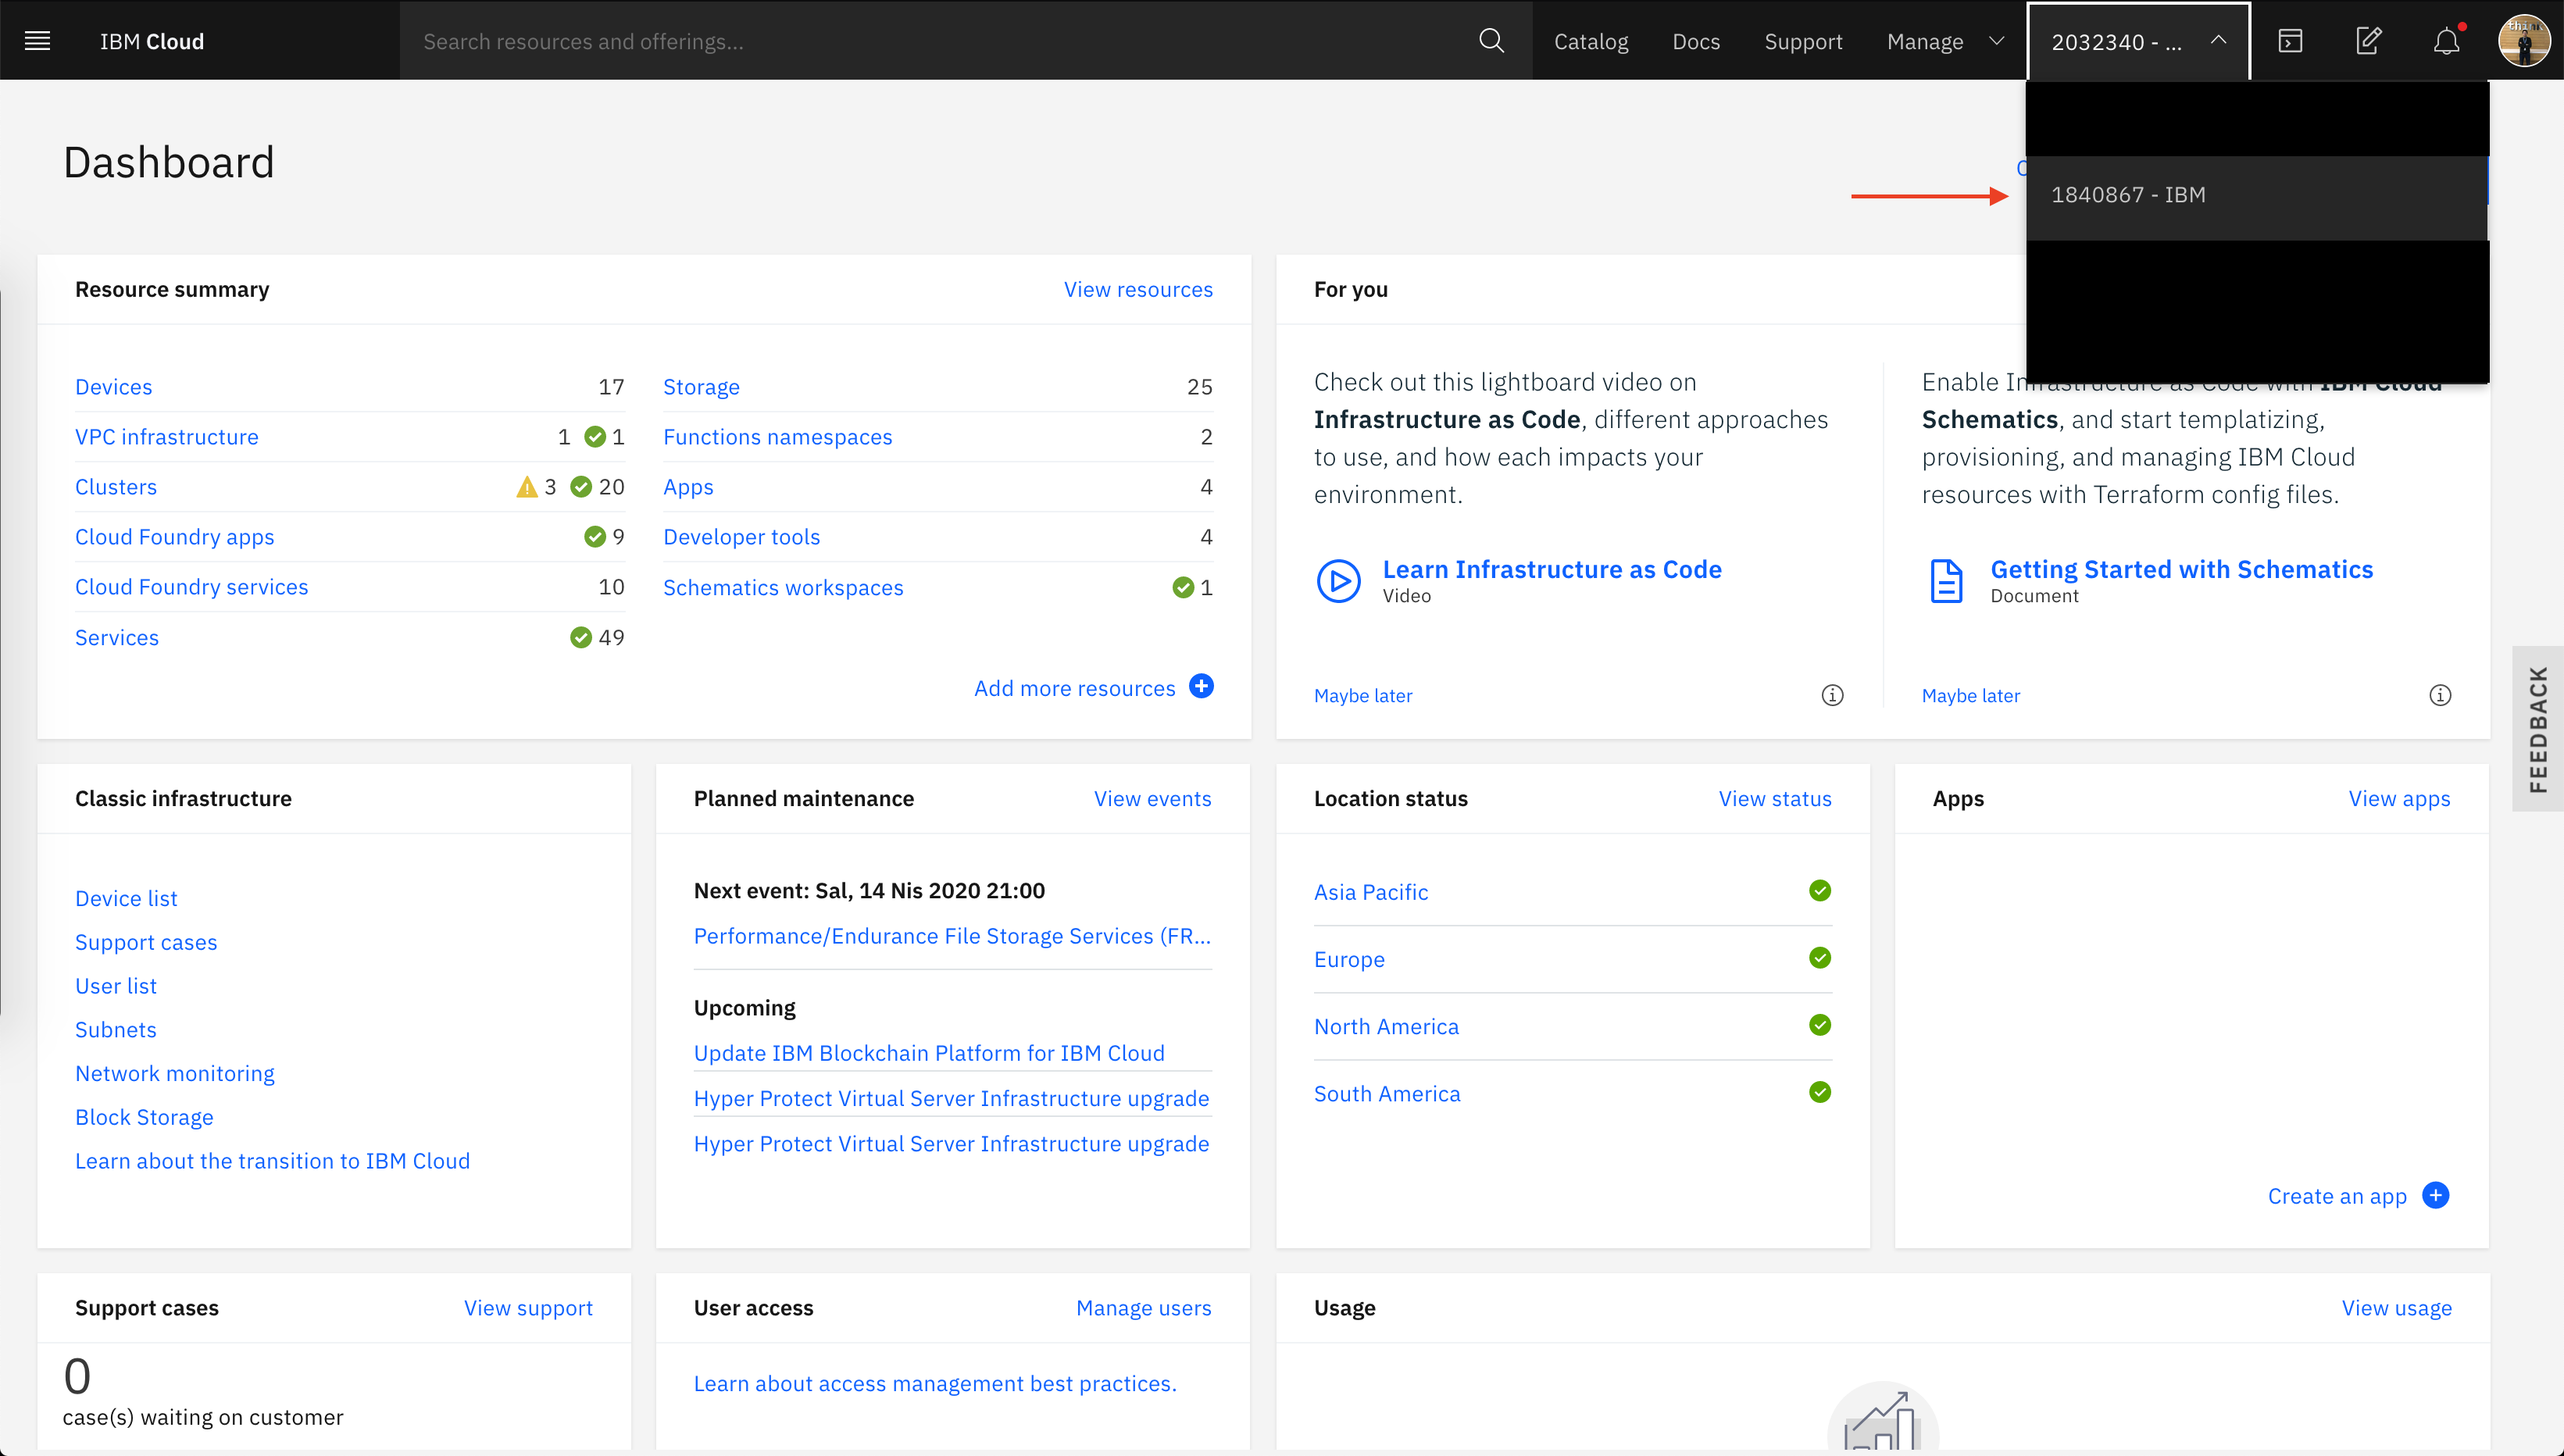 IBM Cloud
Search resources and offerings...
Catalog
Docs
Support
Manage
2032340 - ...
1840867 - IBM
Dashboard
Resource summary
View resources
Devices 17
VPC infrastructure 1 1
Clusters 3 20
Cloud Foundry apps 9
Cloud Foundry services 10
Services 49
Storage 25
Functions namespaces 2
Apps 4
Developer tools 4
Schematics workspaces 1
Add more resources
For you
Check out this lightboard video on
Infrastructure as Code, different approaches
to use, and how each impacts your
environment.
Learn Infrastructure as Code
Video
Maybe later
Enable Infrastructure as Code with IBM Cloud
Schematics, and start templatizing,
provisioning, and managing IBM Cloud
resources with Terraform config files.
Getting Started with Schematics
Document
Maybe later
FEEDBACK
Classic infrastructure
Device list
Support cases
User list
Subnets
Network monitoring
Block Storage
Learn about the transition to IBM Cloud
Planned maintenance
View events
Next event: Sal, 14 Nis 2020 21:00
Performance/Endurance File Storage Services (FR...
Upcoming
Update IBM Blockchain Platform for IBM Cloud
Hyper Protect Virtual Server Infrastructure upgrade
Hyper Protect Virtual Server Infrastructure upgrade
Location status
View status
Asia Pacific
Europe
North America
South America
Apps
View apps
Create an app
Support cases
View support
0
case(s) waiting on customer
User access
Manage users
Learn about access management best practices.
Usage
View usage